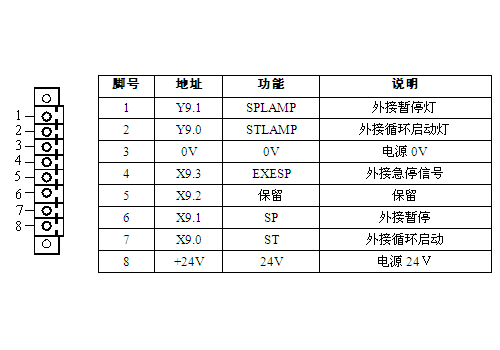 脚号 地址 功能 说明
1 1 Y9.1 SPLAMP 外接暂停灯
2 2 Y9.0 STLAMP 外接循环启动灯
3 3 0V 0V 电源 0V
4 4 X9.3 EXESP 外接急停信号
5 5 X9.2 保留 保留
6 6 X9.1 SP 外接暂停
7 7 X9.0 ST 外接循环启动
8 8 +24V 24V 电源 24V